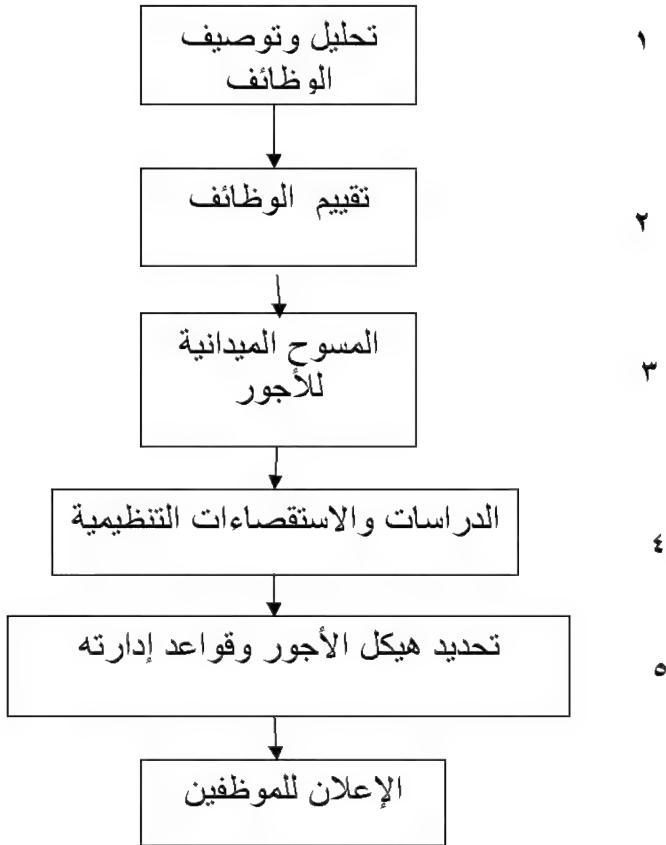 تحليل وتوصيف
الوظائف
١
تقييم الوظائف
٢
المسوح الميدانية
للأجور
٣
الدراسات والاستقصاءات التنظيمية
٤
تحديد هيكل الأجور وقواعد إدارته
٥
الإعلان للموظفين